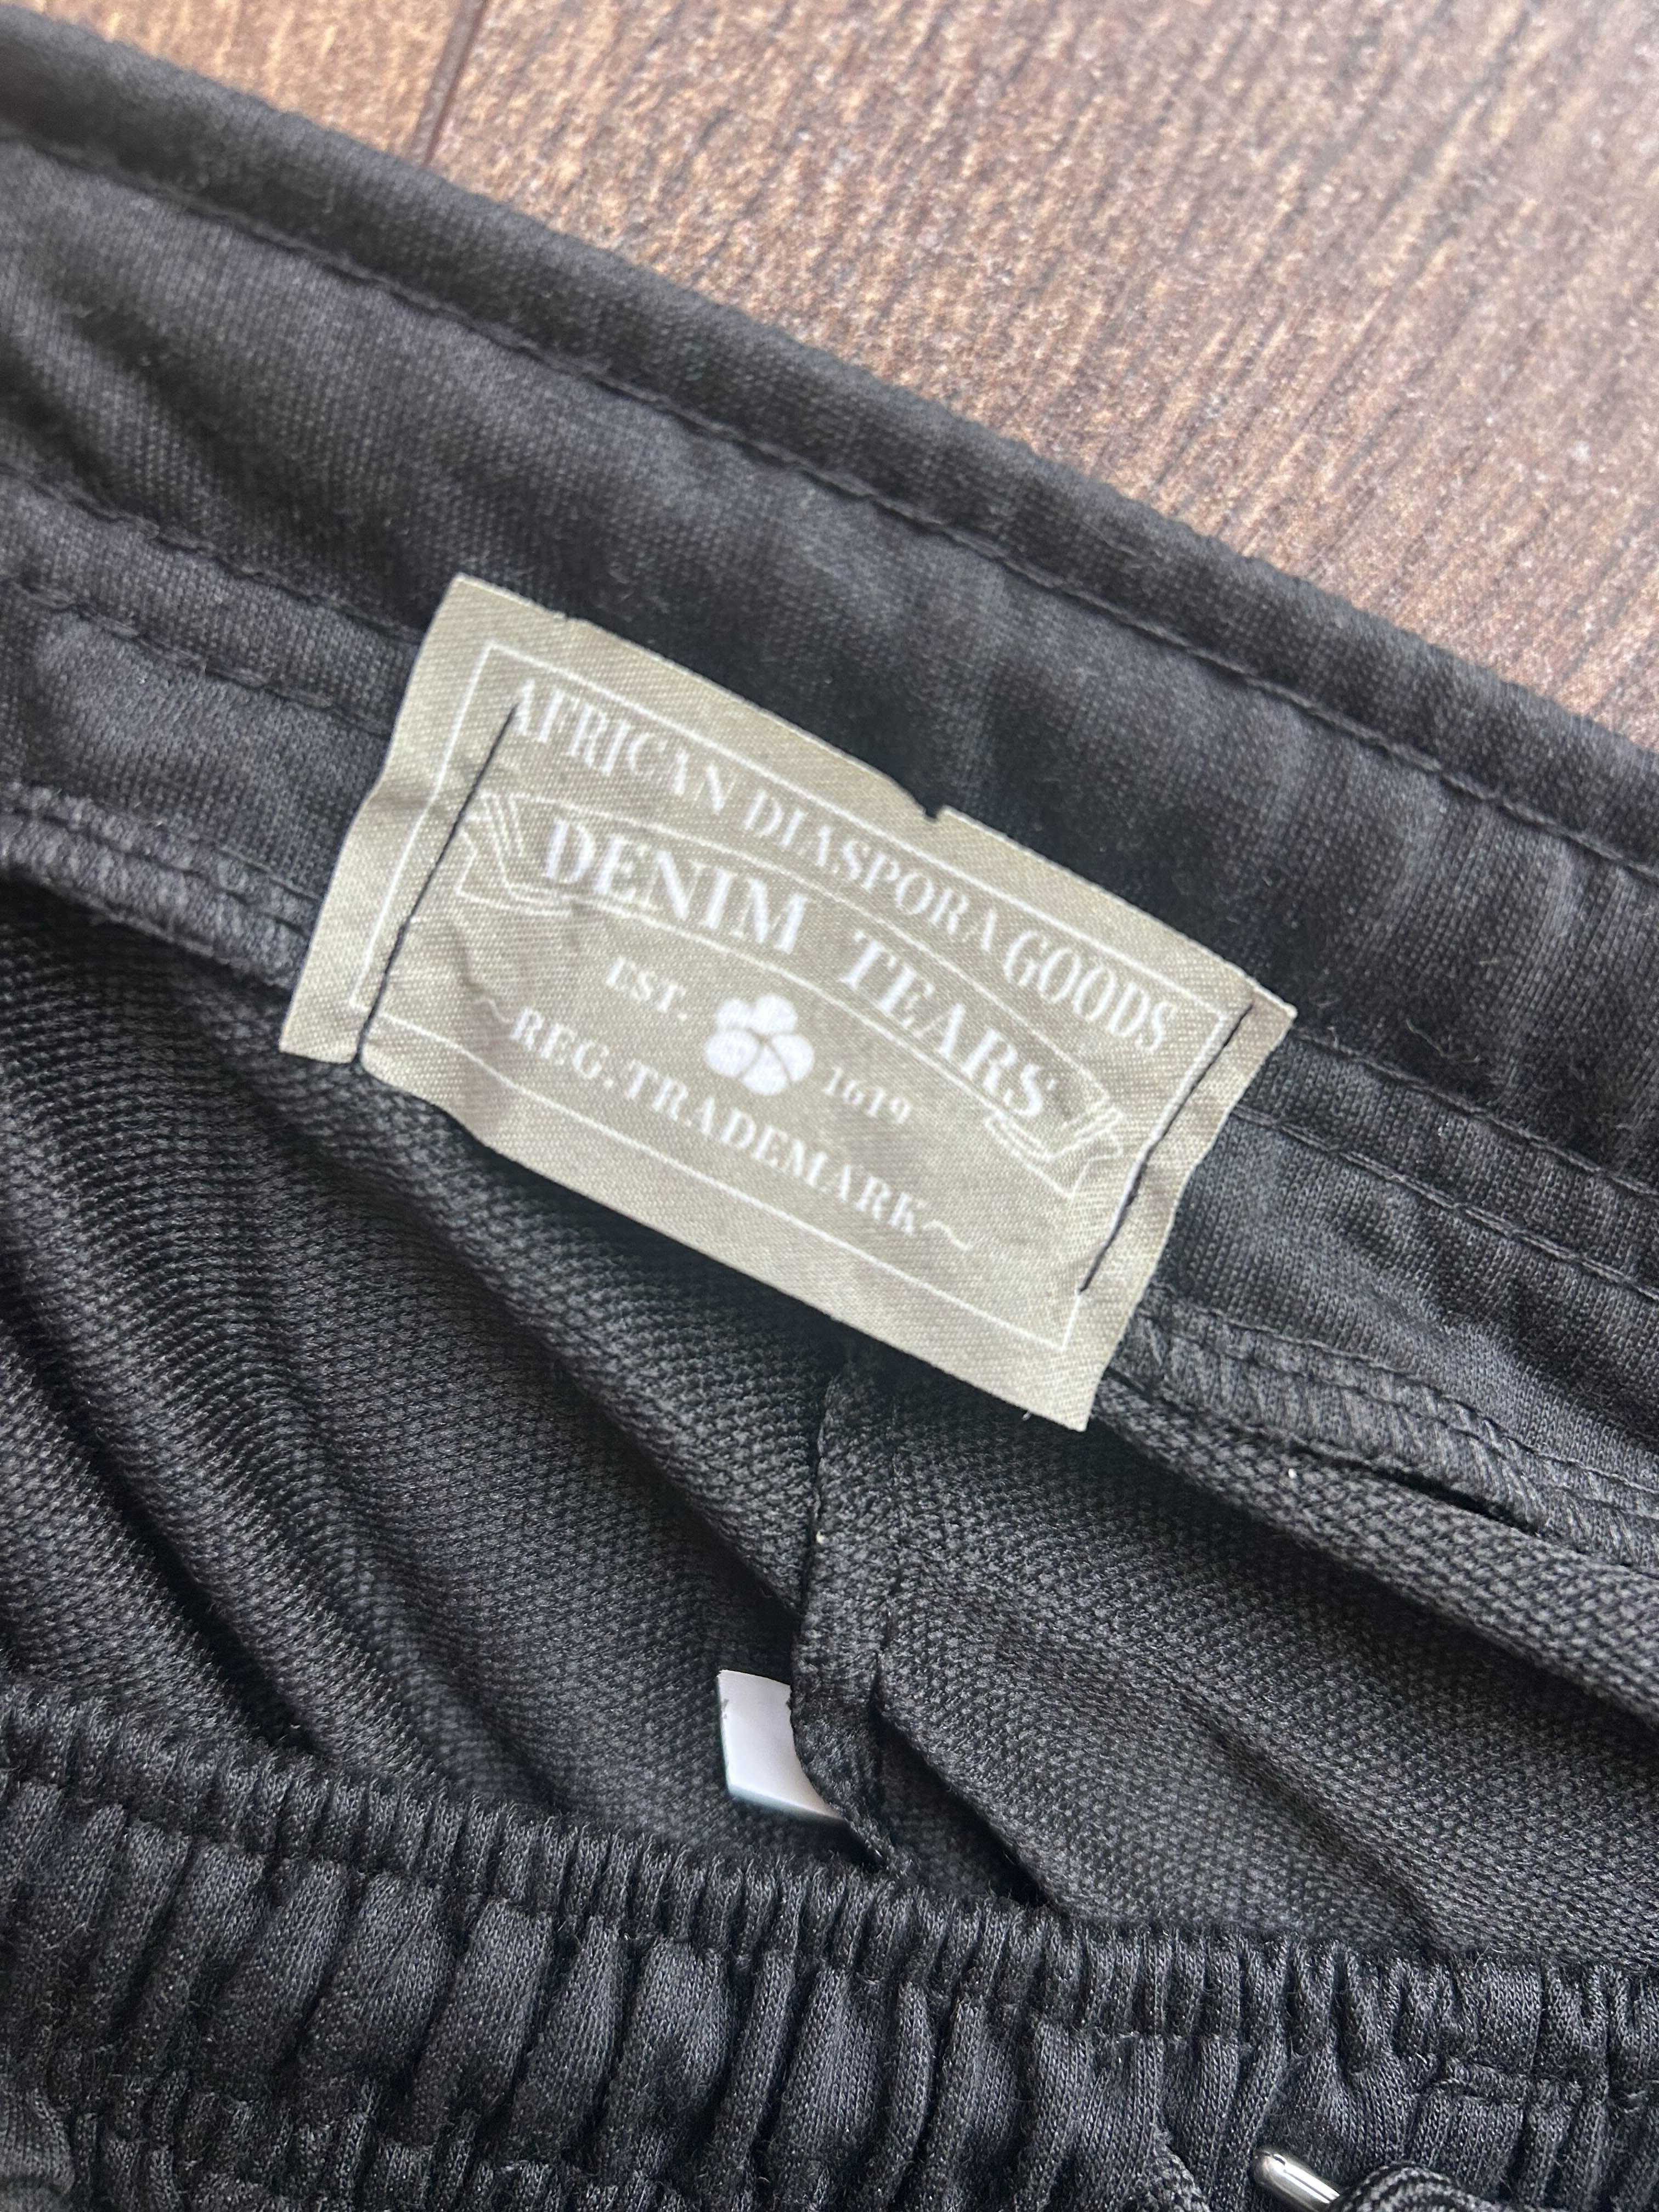 AFRICAN DIASPORA GOODS
DENIM TEARS
EST. 1619
~REG. TRADEMARK~